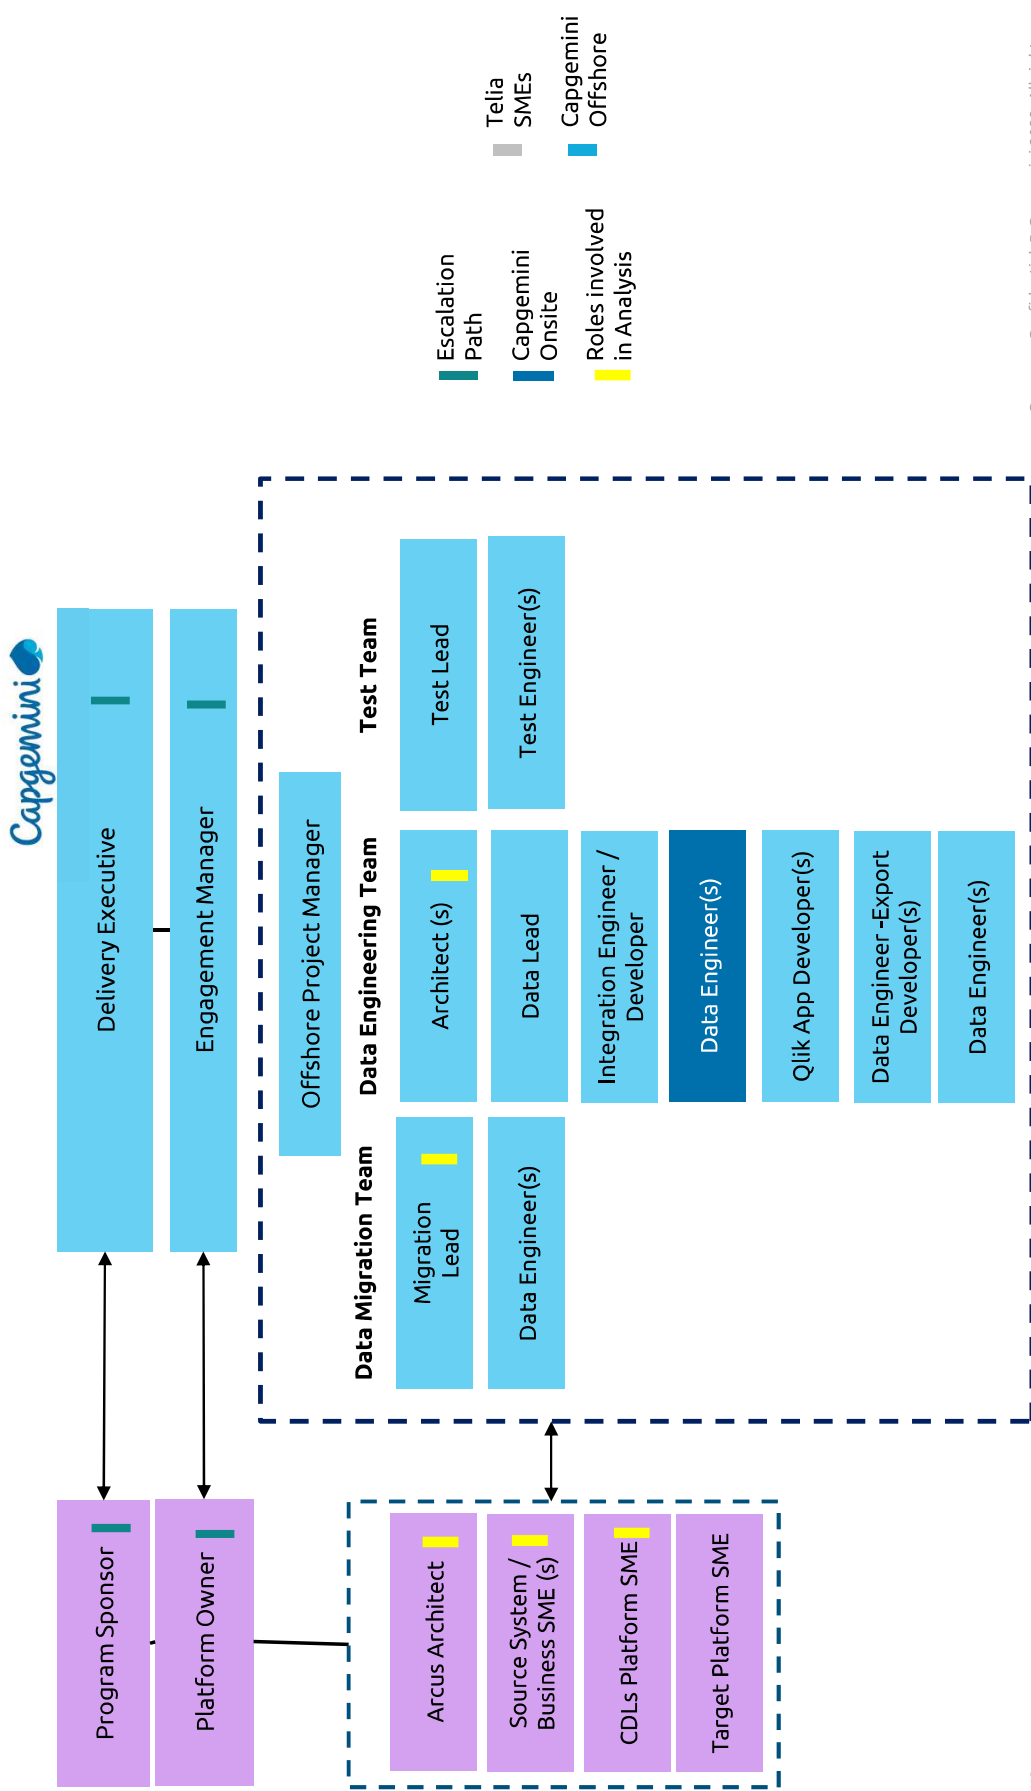 Capgemini
Program Sponsor
Platform Owner
Delivery Executive
Engagement Manager
Offshore Project Manager
Data Migration Team
Data Engineering Team
Test Team
Migration
Lead
Data Engineer(s)
Architect (s)
Data Lead
Integration Engineer /
Developer
Data Engineer(s)
Qlik App Developer(s)
Data Engineer -Export
Developer(s)
Data Engineer(s)
Test Lead
Test Engineer(s)
Arcus Architect
Source System /
Business SME (s)
CDLs Platform SME
Target Platform SME
Escalation
Path
Telia
SMEs
Capgemini
Onsite
Capgemini
Offshore
Roles involved
in Analysis